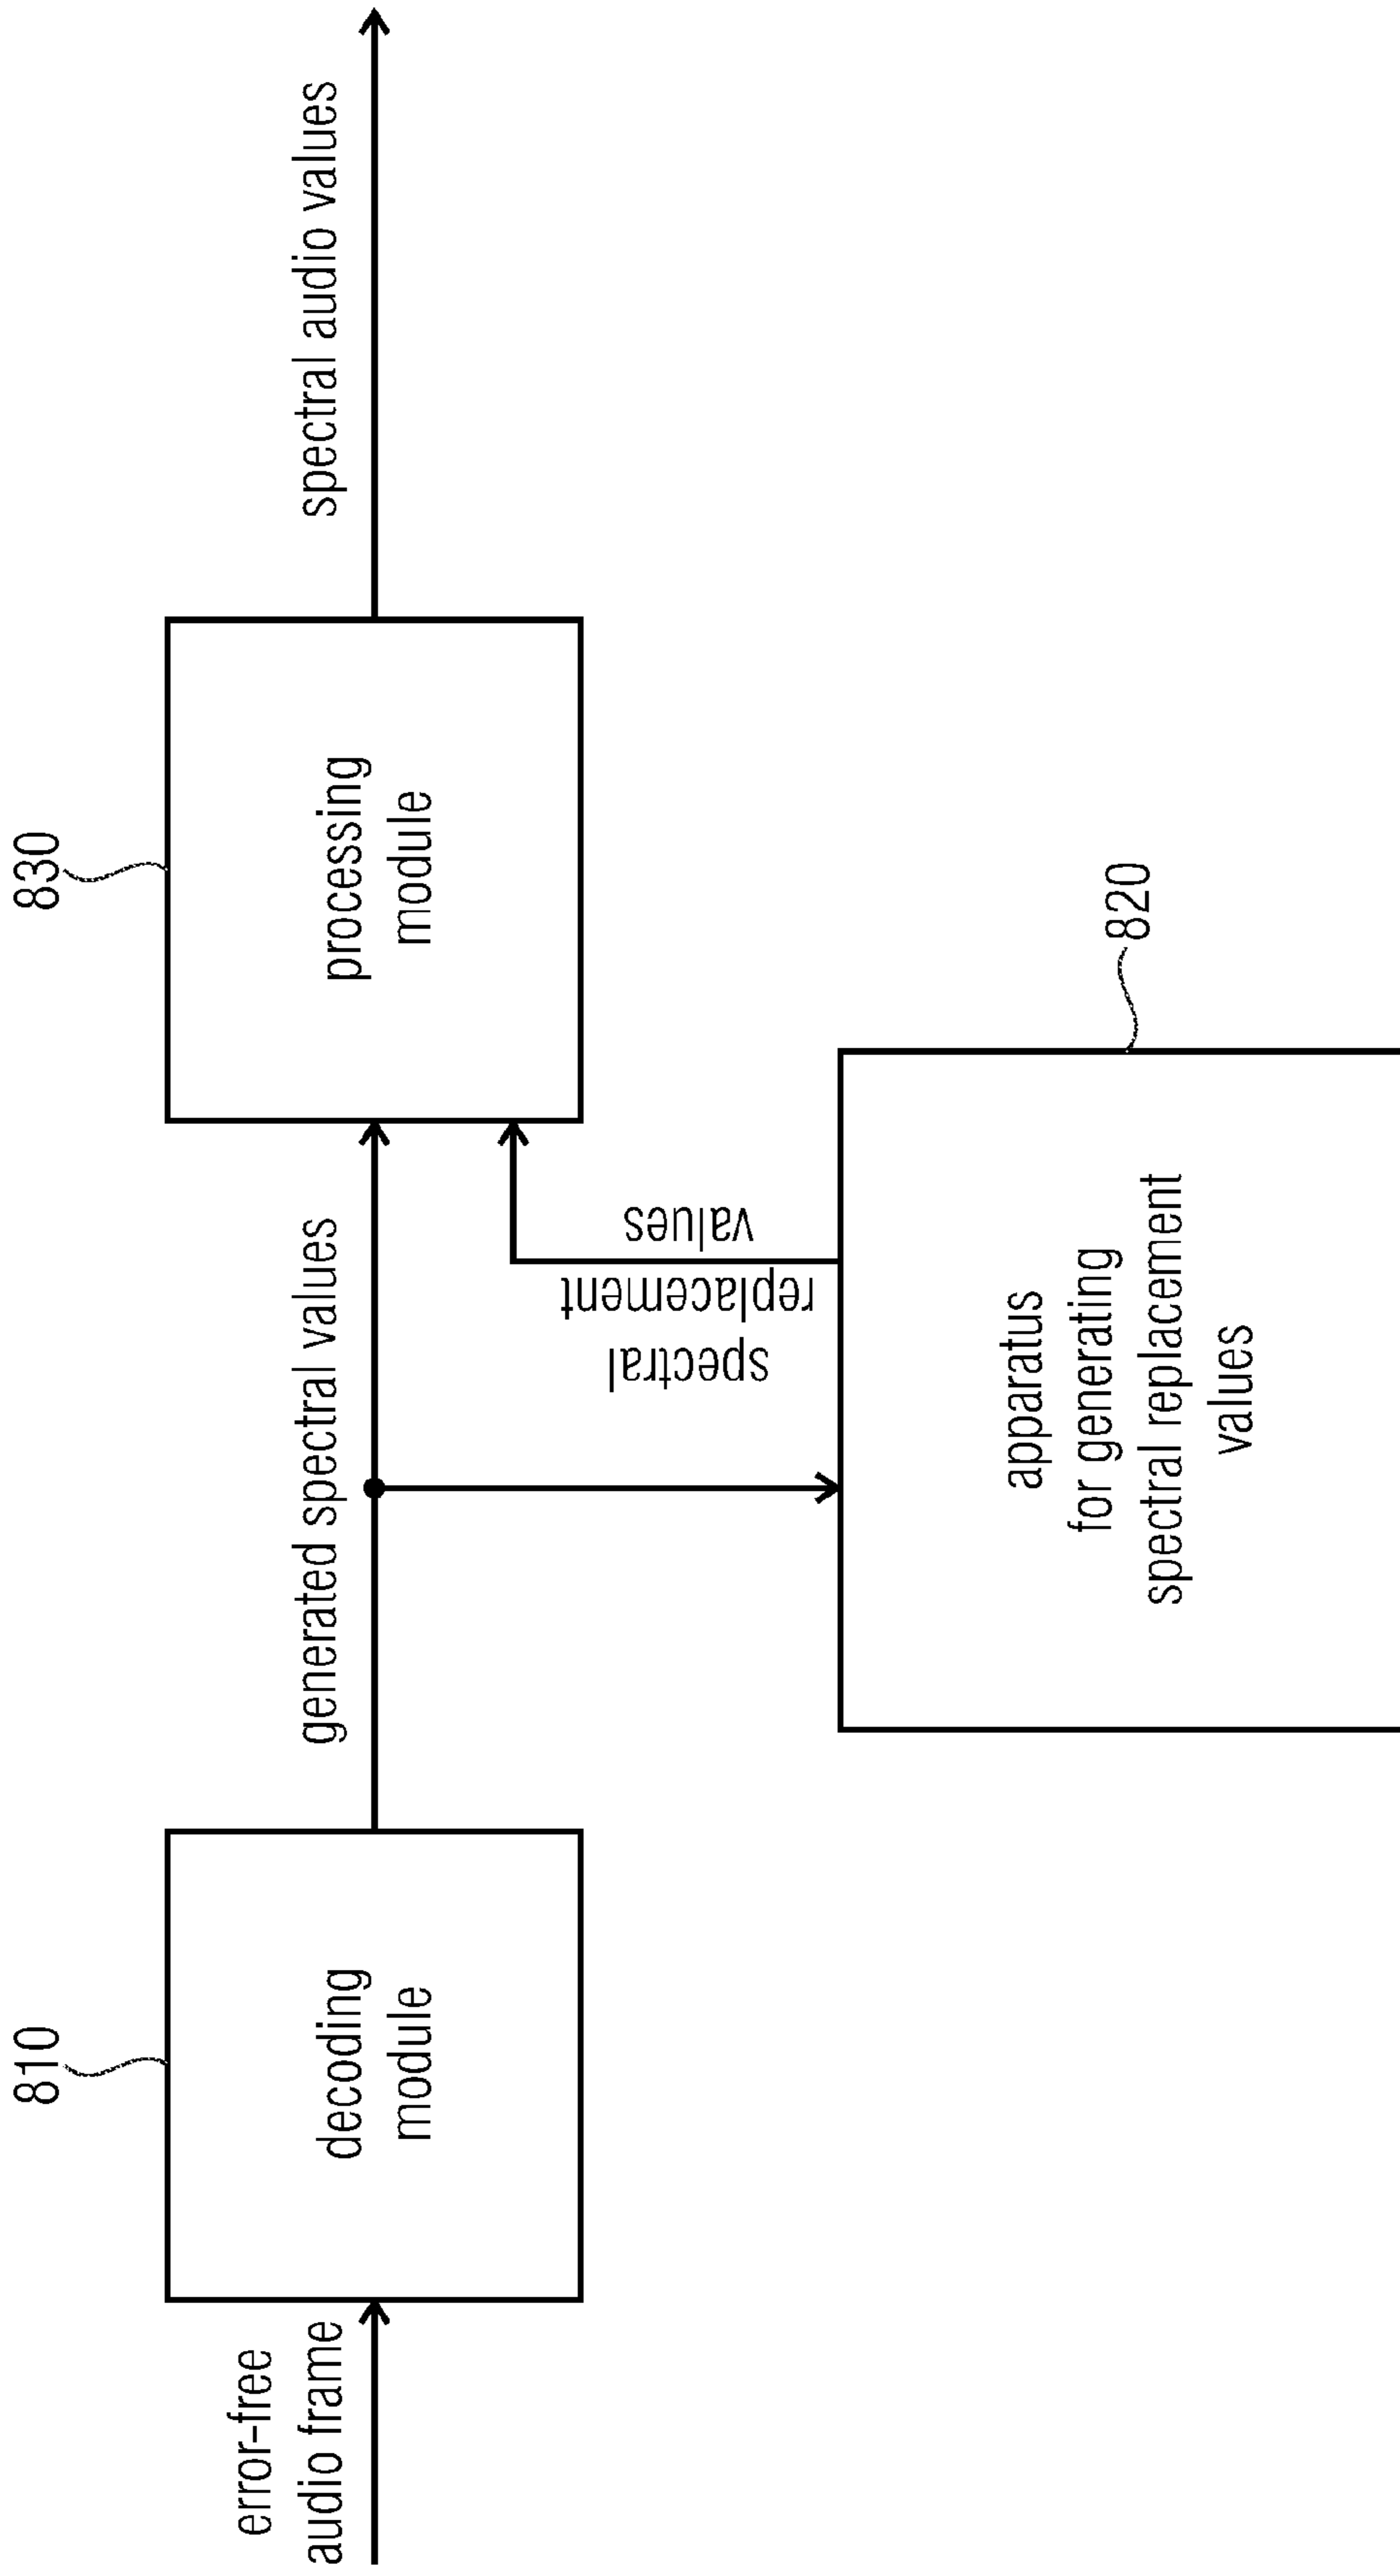 error-free
audio frame
810
decoding
module
generated spectral values
spectral
replacement
values
830
processing
module
spectral audio values
apparatus
for generating
spectral replacement
values
820